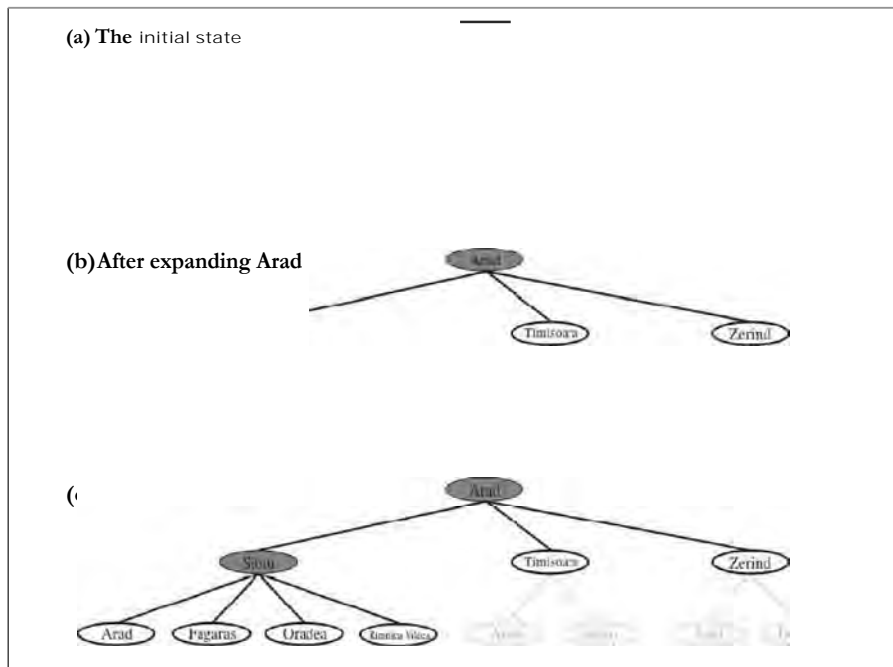 (a) The initial state
(b) After expanding Arad
Arad
Timisoara
Zerind
(
Arad
Sibiu
Timisoara
Zerind
Arad
Fagaras
Oradea
Rimnicu Vilcea